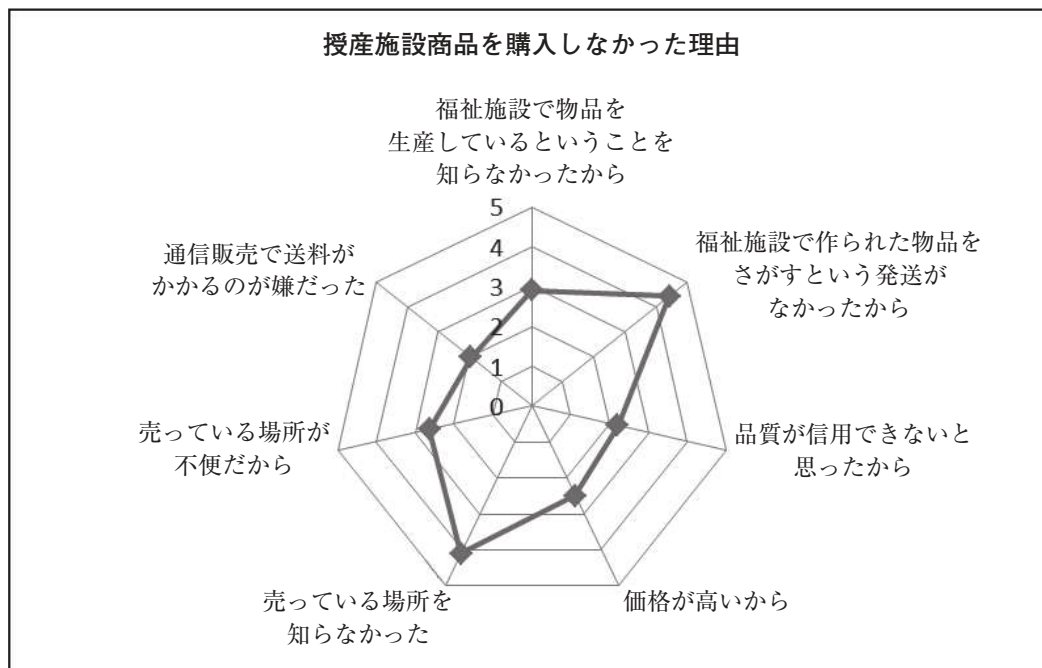 授産施設商品を購入しなかった理由
福祉施設で物品を
生産しているということを
知らなかったから
福祉施設で作られた物品を
さがすという発送が
なかったから
品質が信用できないと
思ったから
価格が高いから
売っている場所を
知らなかった
売っている場所が
不便だから
通信販売で送料が
かかるのが嫌だった
5
4
3
2
1
0